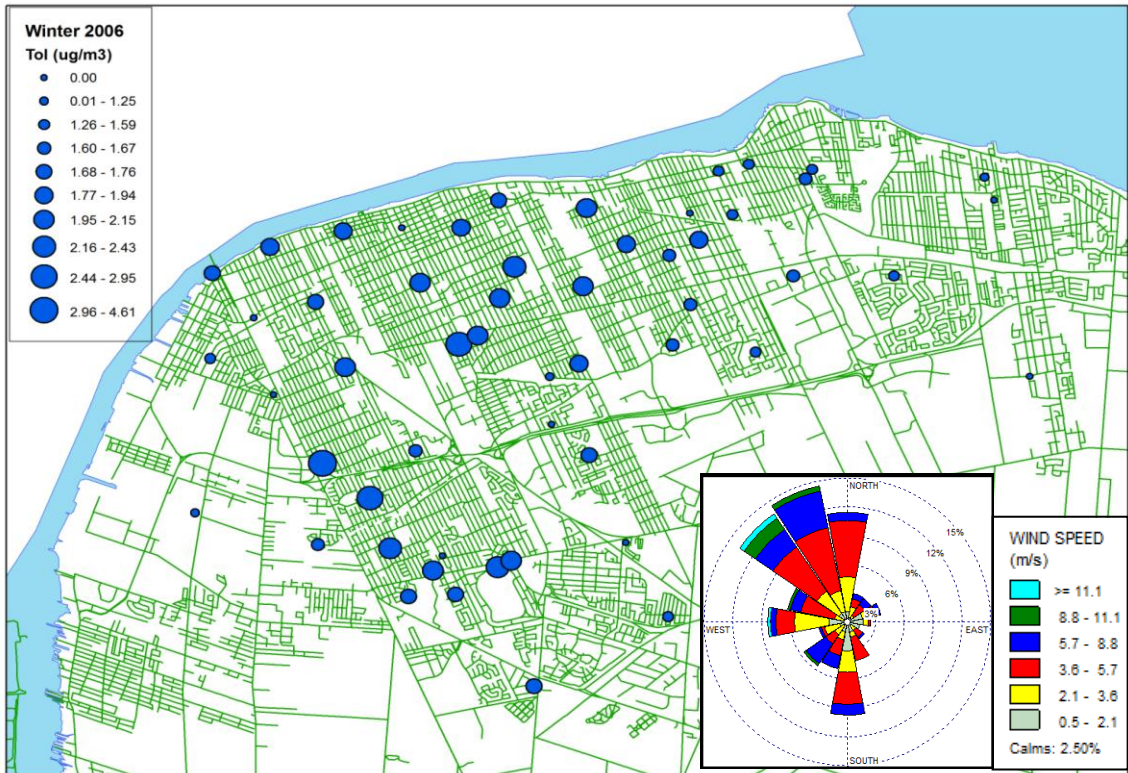 Winter 2006
Tol (ug/m3)
0.00
0.01 - 1.25
1.26 - 1.59
1.60 - 1.67
1.68 - 1.76
1.77 - 1.94
1.95 - 2.15
2.16 - 2.43
2.44 - 2.95
2.96 - 4.61
NORTH
15%
12%
9%
6%
3%
WEST
EAST
SOUTH
WIND SPEED
(m/s)
>= 11.1
8.8 - 11.1
5.7 - 8.8
3.6 - 5.7
2.1 - 3.6
0.5 - 2.1
Calms: 2.50%